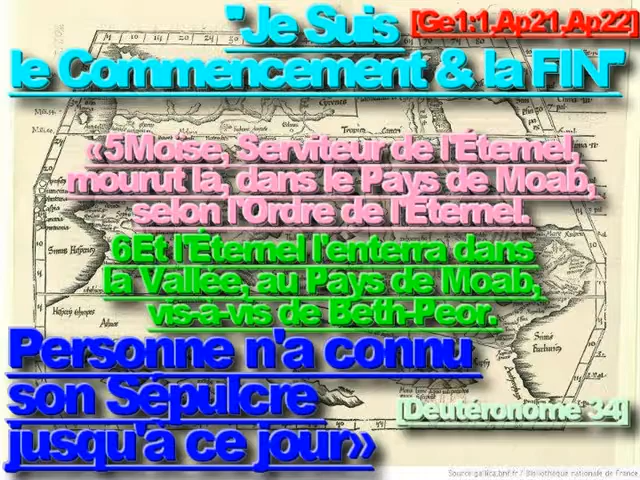 "Je Suis [Ge1:1,Ap21,Ap22]
le Commencement & la FIN"
«5Moïse, Serviteur de l'Éternel,
mourut là, dans le Pays de Moab,
selon l'Ordre de l'Éternel.
6Et l'Éternel l'enterra dans
la Vallée, au Pays de Moab,
vis-à-vis de Beth-Peor.
Personne n'a connu
son Sépulcre
[Deutéronome 34]
jusqu'à ce jour»
Source gallica.bnf.fr / Bibliothèque nationale de France